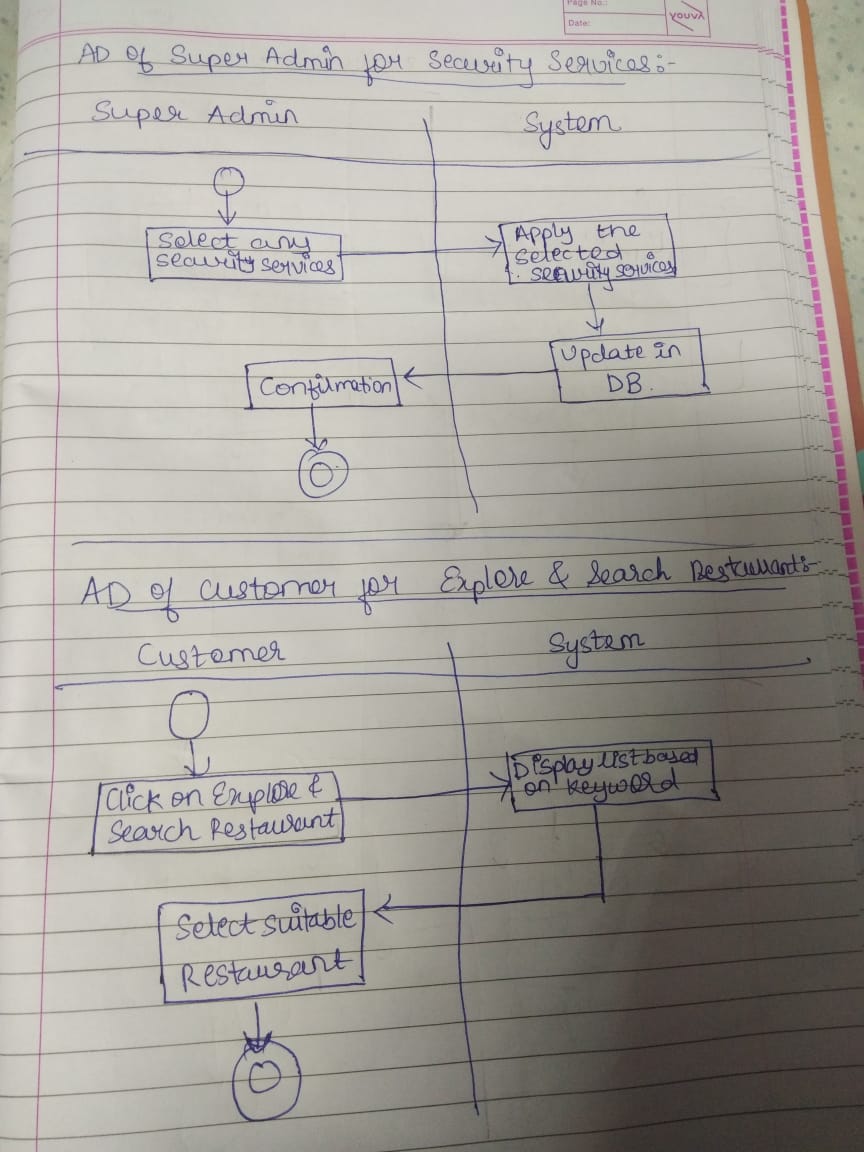 Page No.:
Date:
YOUVA
AD of Super Admin for Security Services:-
Super Admin
System
Select any
security services
Apply the
selected
security services
Update in
DB.
Confirmation
AD of Customer for Explore & Search Restaurants:-
Customer
System
Click on Explore &
Search Restaurant
Display list based
on keyword
Select suitable
Restaurant